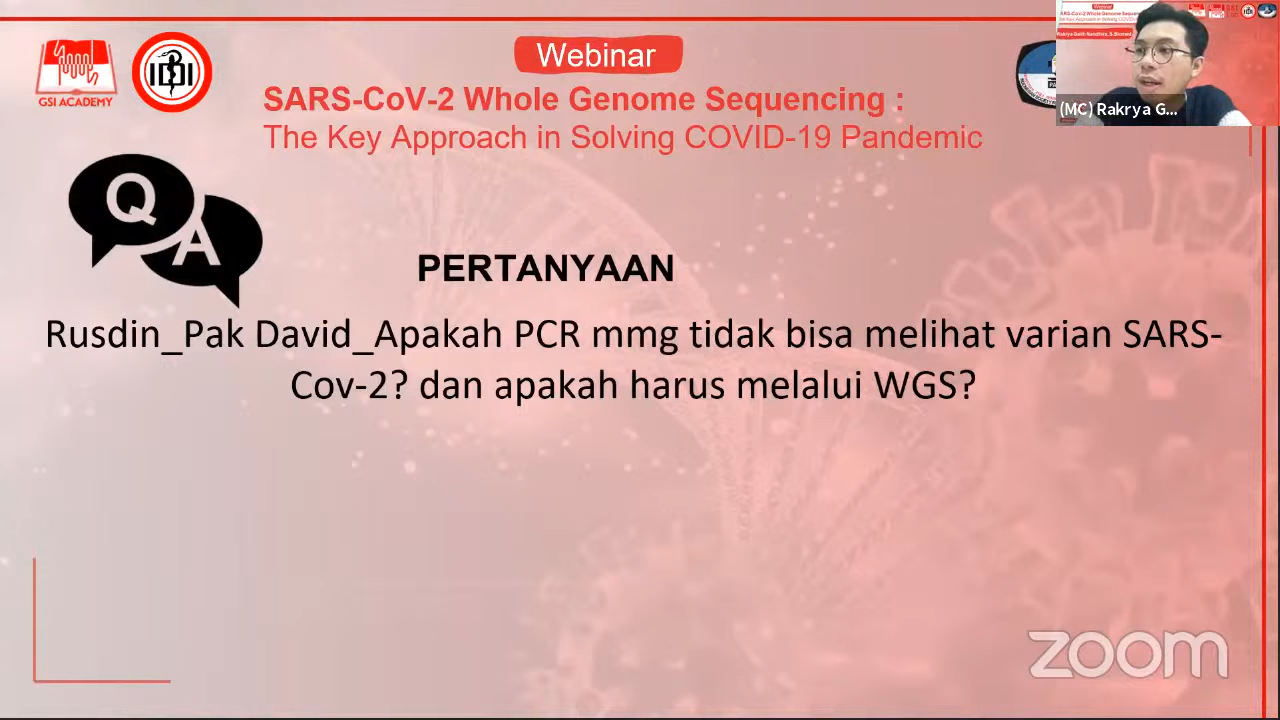 Webinar
SARS-CoV-2 Whole Genome Sequencing :
The Key Approach in Solving COVID-19 Pandemic
GSI ACADEMY
IDI
(MC) Rakrya G...
Q
A
PERTANYAAN
Rusdin_Pak David_Apakah PCR mmg tidak bisa melihat varian SARS-
Cov-2? dan apakah harus melalui WGS?
zoom